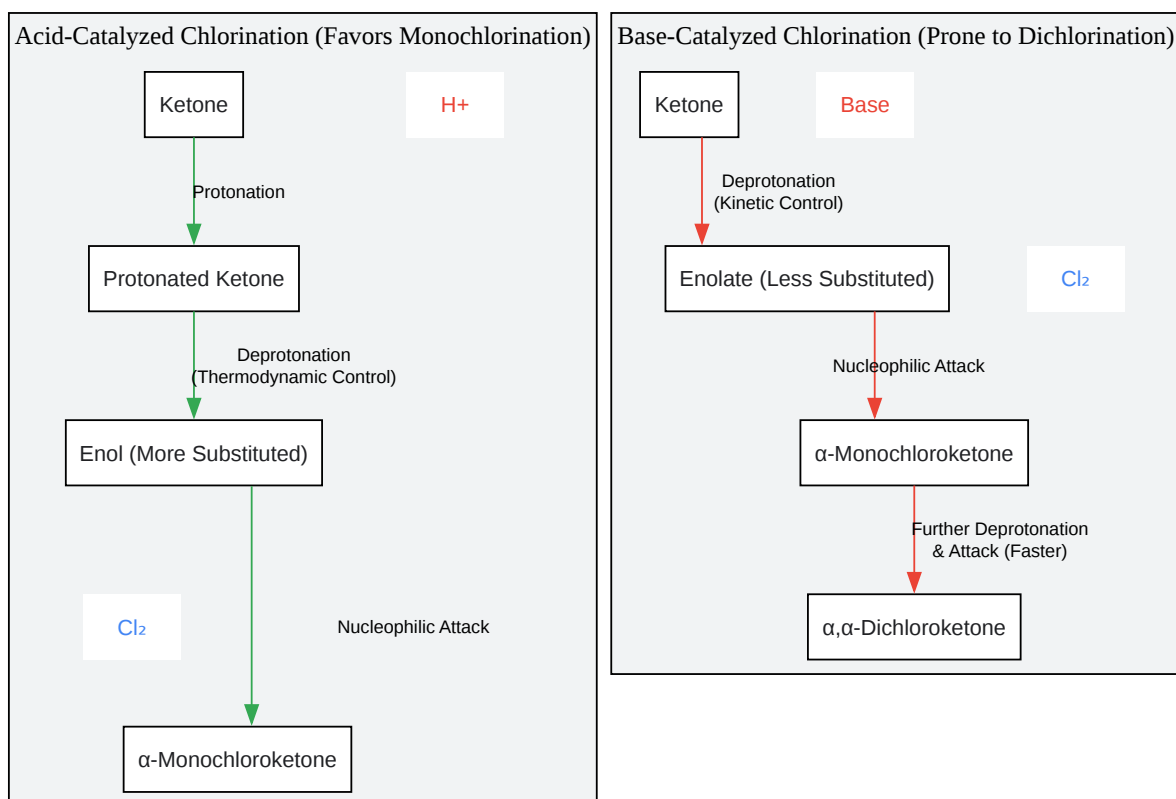 Acid-Catalyzed Chlorination (Favors Monochlorination)
Ketone
H+
Protonation
Protonated Ketone
Deprotonation
(Thermodynamic Control)
Enol (More Substituted)
Cl₂
Nucleophilic Attack
α-Monochloroketone
Base-Catalyzed Chlorination (Prone to Dichlorination)
Ketone
Base
Deprotonation
(Kinetic Control)
Enolate (Less Substituted)
Cl₂
Nucleophilic Attack
α-Monochloroketone
Further Deprotonation
& Attack (Faster)
α,α-Dichloroketone